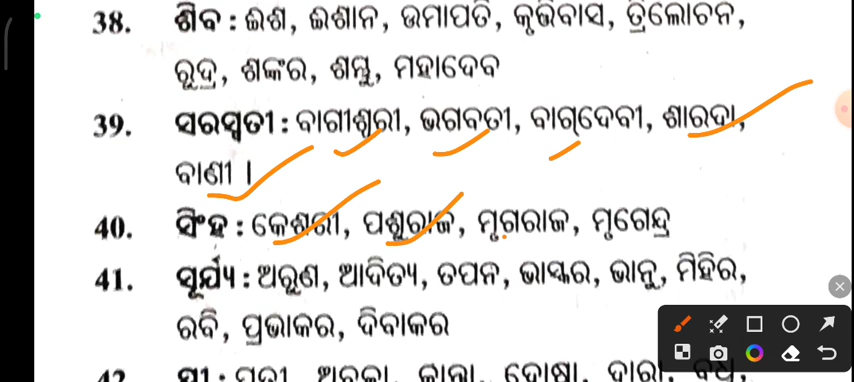 38. ଶିବ : ଈଶ, ଈଶାନ, ଉମାପତି, କୃତ୍ତିବାସ, ତ୍ରିଲୋଚନ,
ରୁଦ୍ର, ଶଙ୍କର, ଶମ୍ଭୁ, ମହାଦେବ
39. ସରସ୍ୱତୀ : ବାଗୀଶ୍ୱରୀ, ଭଗବତୀ, ବାଗ୍‌ଦେବୀ, ଶାରଦା,
ବାଣୀ ।
40. ସିଂହ : କେଶରୀ, ପଶୁରାଜ, ମୃଗରାଜ, ମୃଗେନ୍ଦ୍ର
41. ସୂର୍ଯ୍ୟ : ଅରୁଣ, ଆଦିତ୍ୟ, ତପନ, ଭାସ୍କର, ଭାନୁ, ମିହିର,
ରବି, ପ୍ରଭାକର, ଦିବାକର